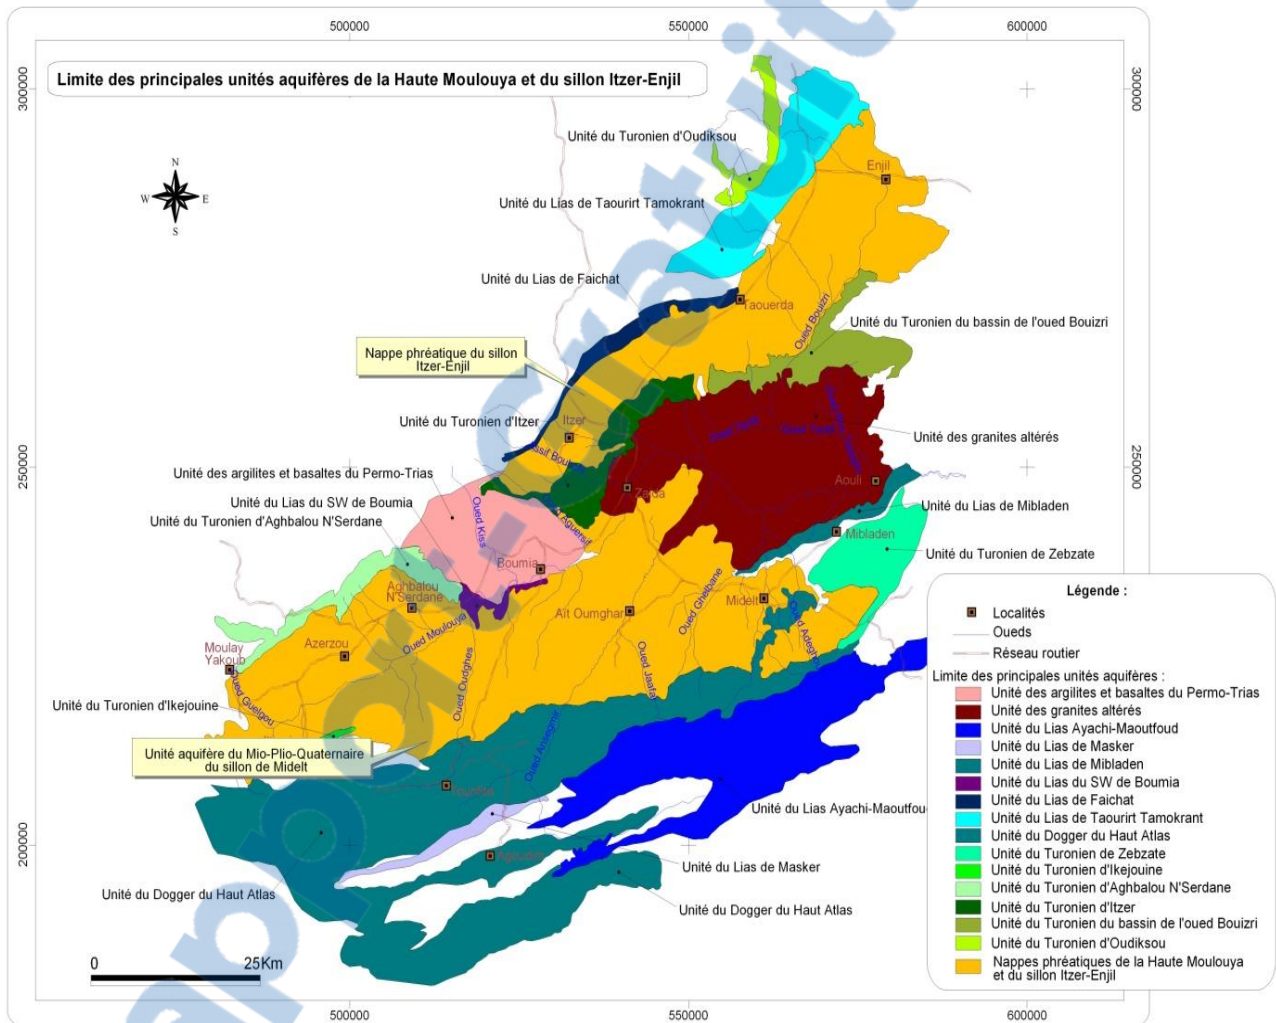 500000
550000
600000
Limite des principales unités aquifères de la Haute Moulouya et du sillon Itzer-Enjil
300000
300000
N
W
E
S
Unité du Turonien d'Oudiksou
Enjil
Unité du Lias de Taourirt Tamokrant
Unité du Lias de Faichat
Taouerda
Oued Bouizri
Unité du Turonien du bassin de l'oued Bouizri
Nappe phréatique du sillon
Itzer-Enjil
Unité du Turonien d'Itzer
Itzer
Unité des granites altérés
250000
250000
Unité des argilites et basaltes du Permo-Trias
Zaida
Aouli
Unité du Lias du SW de Boumia
Oued Kiss
Unité du Lias de Mibladen
Unité du Turonien d'Aghbalou N'Serdane
Mibladen
Unité du Turonien de Zebzate
Boumia
Aghbalou
N'Serdane
Aït Oumghar
Oued Ghelbane
Midelt
Oued Moulouya
Azerzou
Moulay
Yakoub
Oued Guelgou
Oued Oudghes
Oued Jaafar
Unité du Turonien d'Ikejouine
Oued Ansegmir
Unité aquifère du Mio-Plio-Quaternaire
du sillon de Midelt
Unité du Lias Ayachi-Maoutfou
200000
Unité du Lias de Masker
Unité du Dogger du Haut Atlas
Unité du Dogger du Haut Atlas
0
25Km
Légende :
Localités
Oueds
Réseau routier
Limite des principales unités aquifères :
Unité des argilites et basaltes du Permo-Trias
Unité des granites altérés
Unité du Lias Ayachi-Maoutfoud
Unité du Lias de Masker
Unité du Lias de Mibladen
Unité du Lias du SW de Boumia
Unité du Lias de Faichat
Unité du Lias de Taourirt Tamokrant
Unité du Dogger du Haut Atlas
Unité du Turonien de Zebzate
Unité du Turonien d'Ikejouine
Unité du Turonien d'Aghbalou N'Serdane
Unité du Turonien d'Itzer
Unité du Turonien du bassin de l'oued Bouizri
Unité du Turonien d'Oudiksou
Nappes phréatiques de la Haute Moulouya
et du sillon Itzer-Enjil
500000
550000
600000